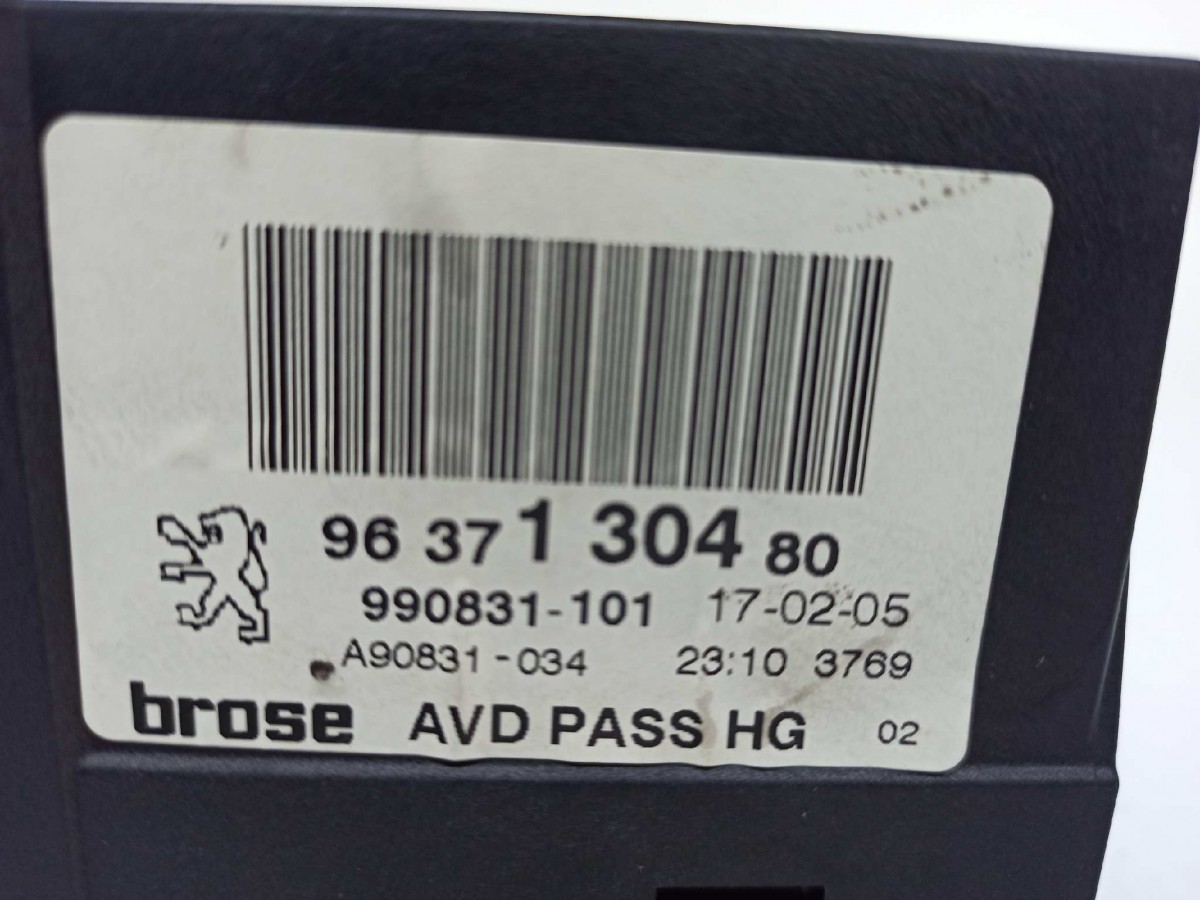 96 37 1 304 80
990831-101 17-02-05
A90831-034 23:10 3769
brose AVD PASS HG 02